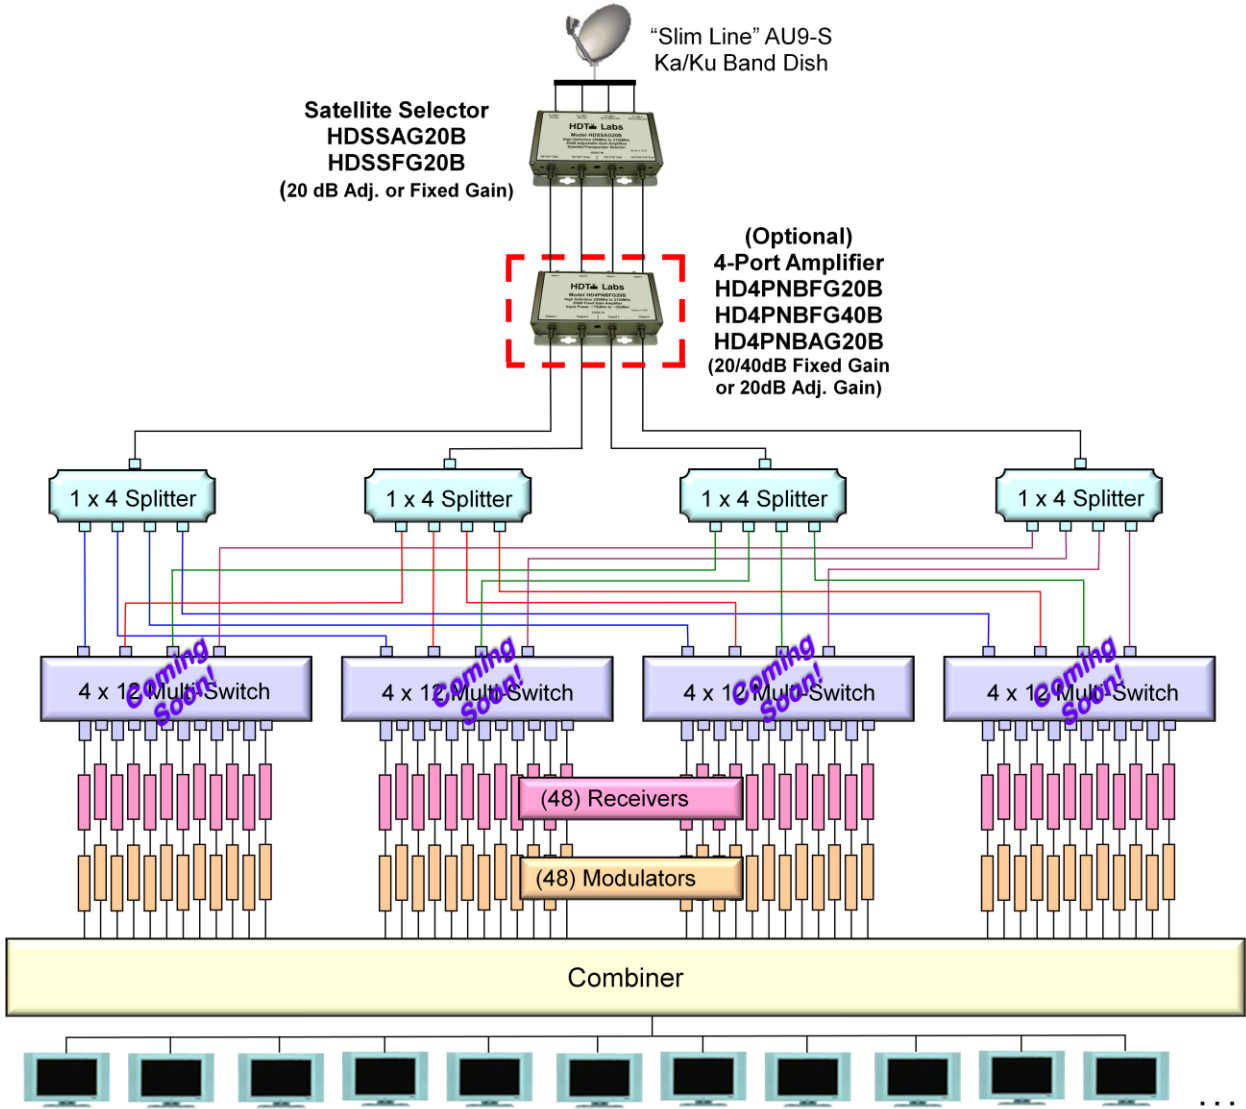 “Slim Line” AU9-S
Ka/Ku Band Dish
Satellite Selector
HDSSAG20B
HDSSFG20B
(20 dB Adj. or Fixed Gain)
HDTv Labs
Model HDSSAG20B
(Optional)
4-Port Amplifier
HD4PNBFG20B
HD4PNBFG40B
HD4PNBAG20B
(20/40dB Fixed Gain
or 20dB Adj. Gain)
HDTv Labs
Model HD4PNBFG20B
1 x 4 Splitter
1 x 4 Splitter
1 x 4 Splitter
1 x 4 Splitter
4 x 12 Multi-Switch
Coming
Soon!
4 x 12 Multi-Switch
Coming
Soon!
4 x 12 Multi-Switch
Coming
Soon!
4 x 12 Multi-Switch
Coming
Soon!
(48) Receivers
(48) Modulators
Combiner
. . .